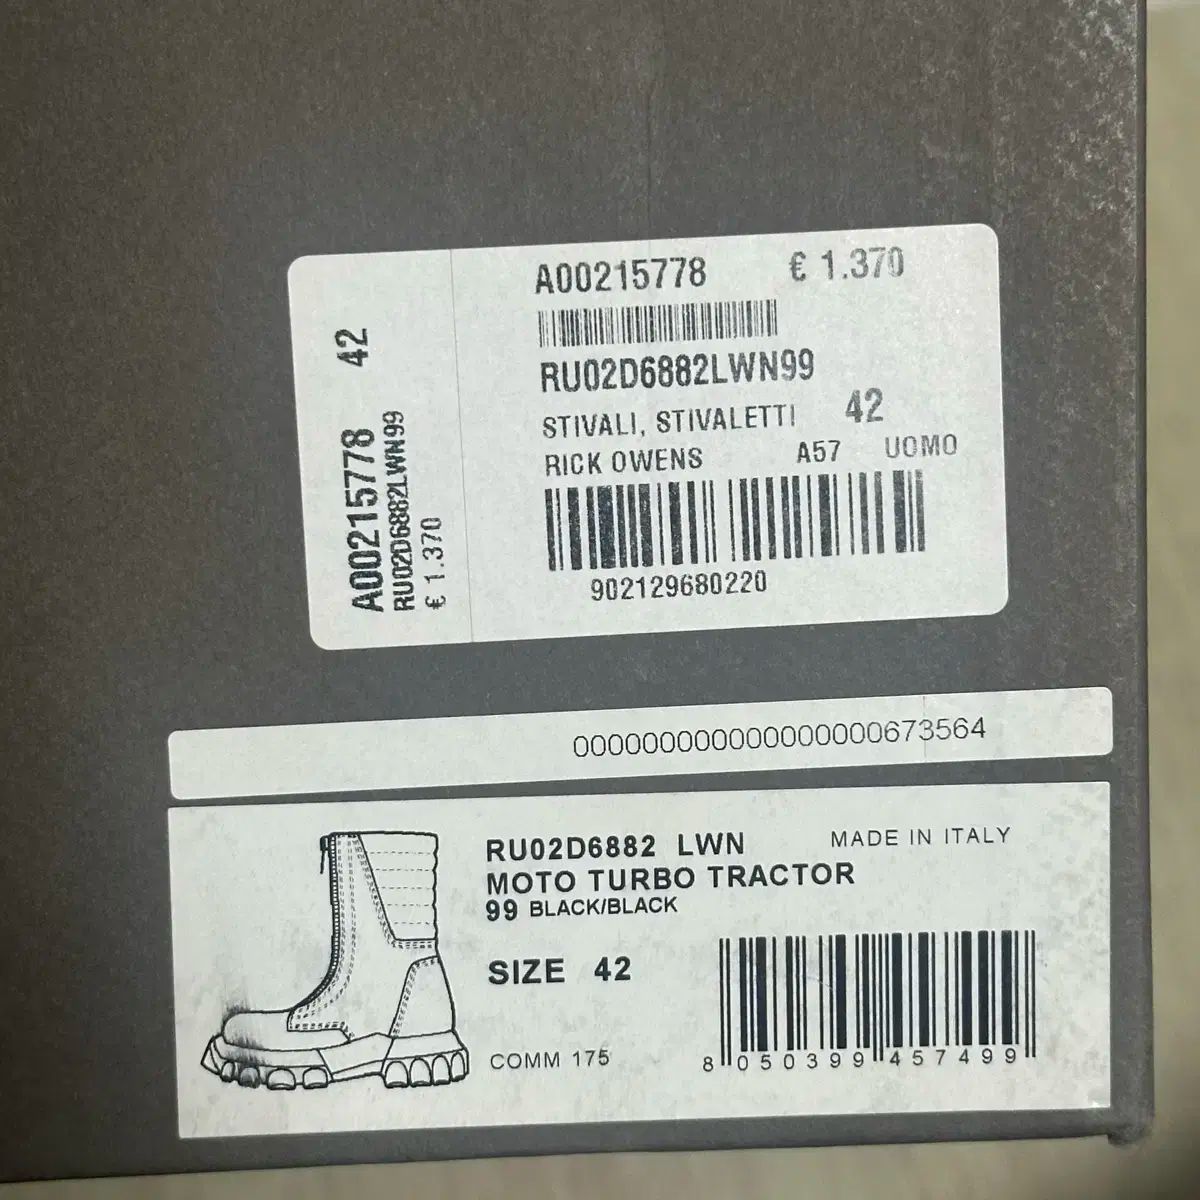 A00215778 € 1.370
RU02D6882LWN99
STIVALI, STIVALETTI 42
RICK OWENS A57 UOMO
902129680220
A00215778 42
RU02D6882LWN99
€ 1.370
00000000000000000000673564
RU02D6882 LWN MADE IN ITALY
MOTO TURBO TRACTOR
99 BLACK/BLACK
SIZE 42
COMM 175
8 050399 457499